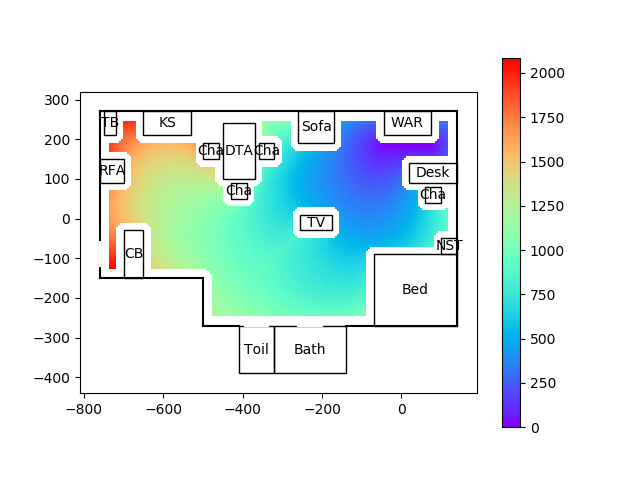 300
200
100
0
−100
−200
−300
−400
−800
−600
−400
−200
0
TB
KS
Cha
DTA
Cha
Sofa
WAR
RFA
Cha
Desk
Cha
TV
CB
NST
Bed
Toil
Bath
2000
1750
1500
1250
1000
750
500
250
0